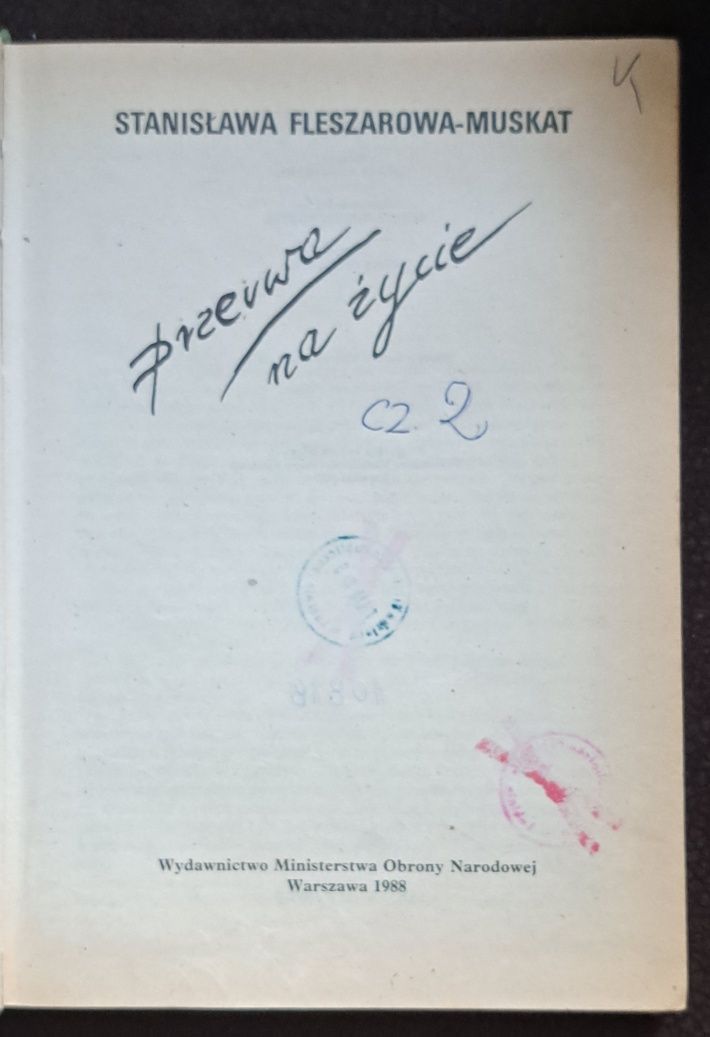 STANISŁAWA FLESZAROWA-MUSKAT
przerwa
na życie
cz. 2
Wydawnictwo Ministerstwa Obrony Narodowej
Warszawa 1988